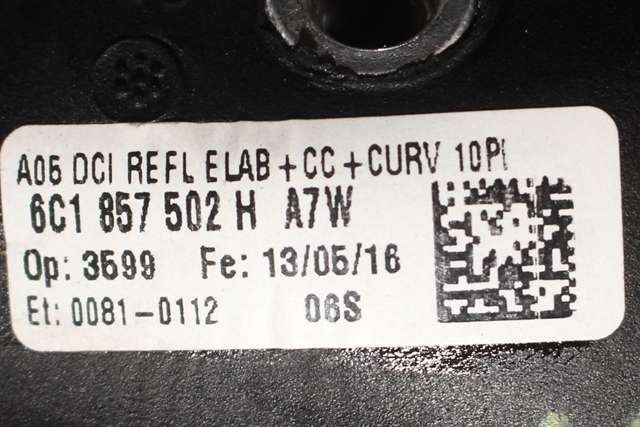 A05 DCI REFL ELAB +CC +CURV 10PI
6C1 857 502 H A7W
Op: 3599 Fe: 13/05/16
Et: 0081-0112 06S